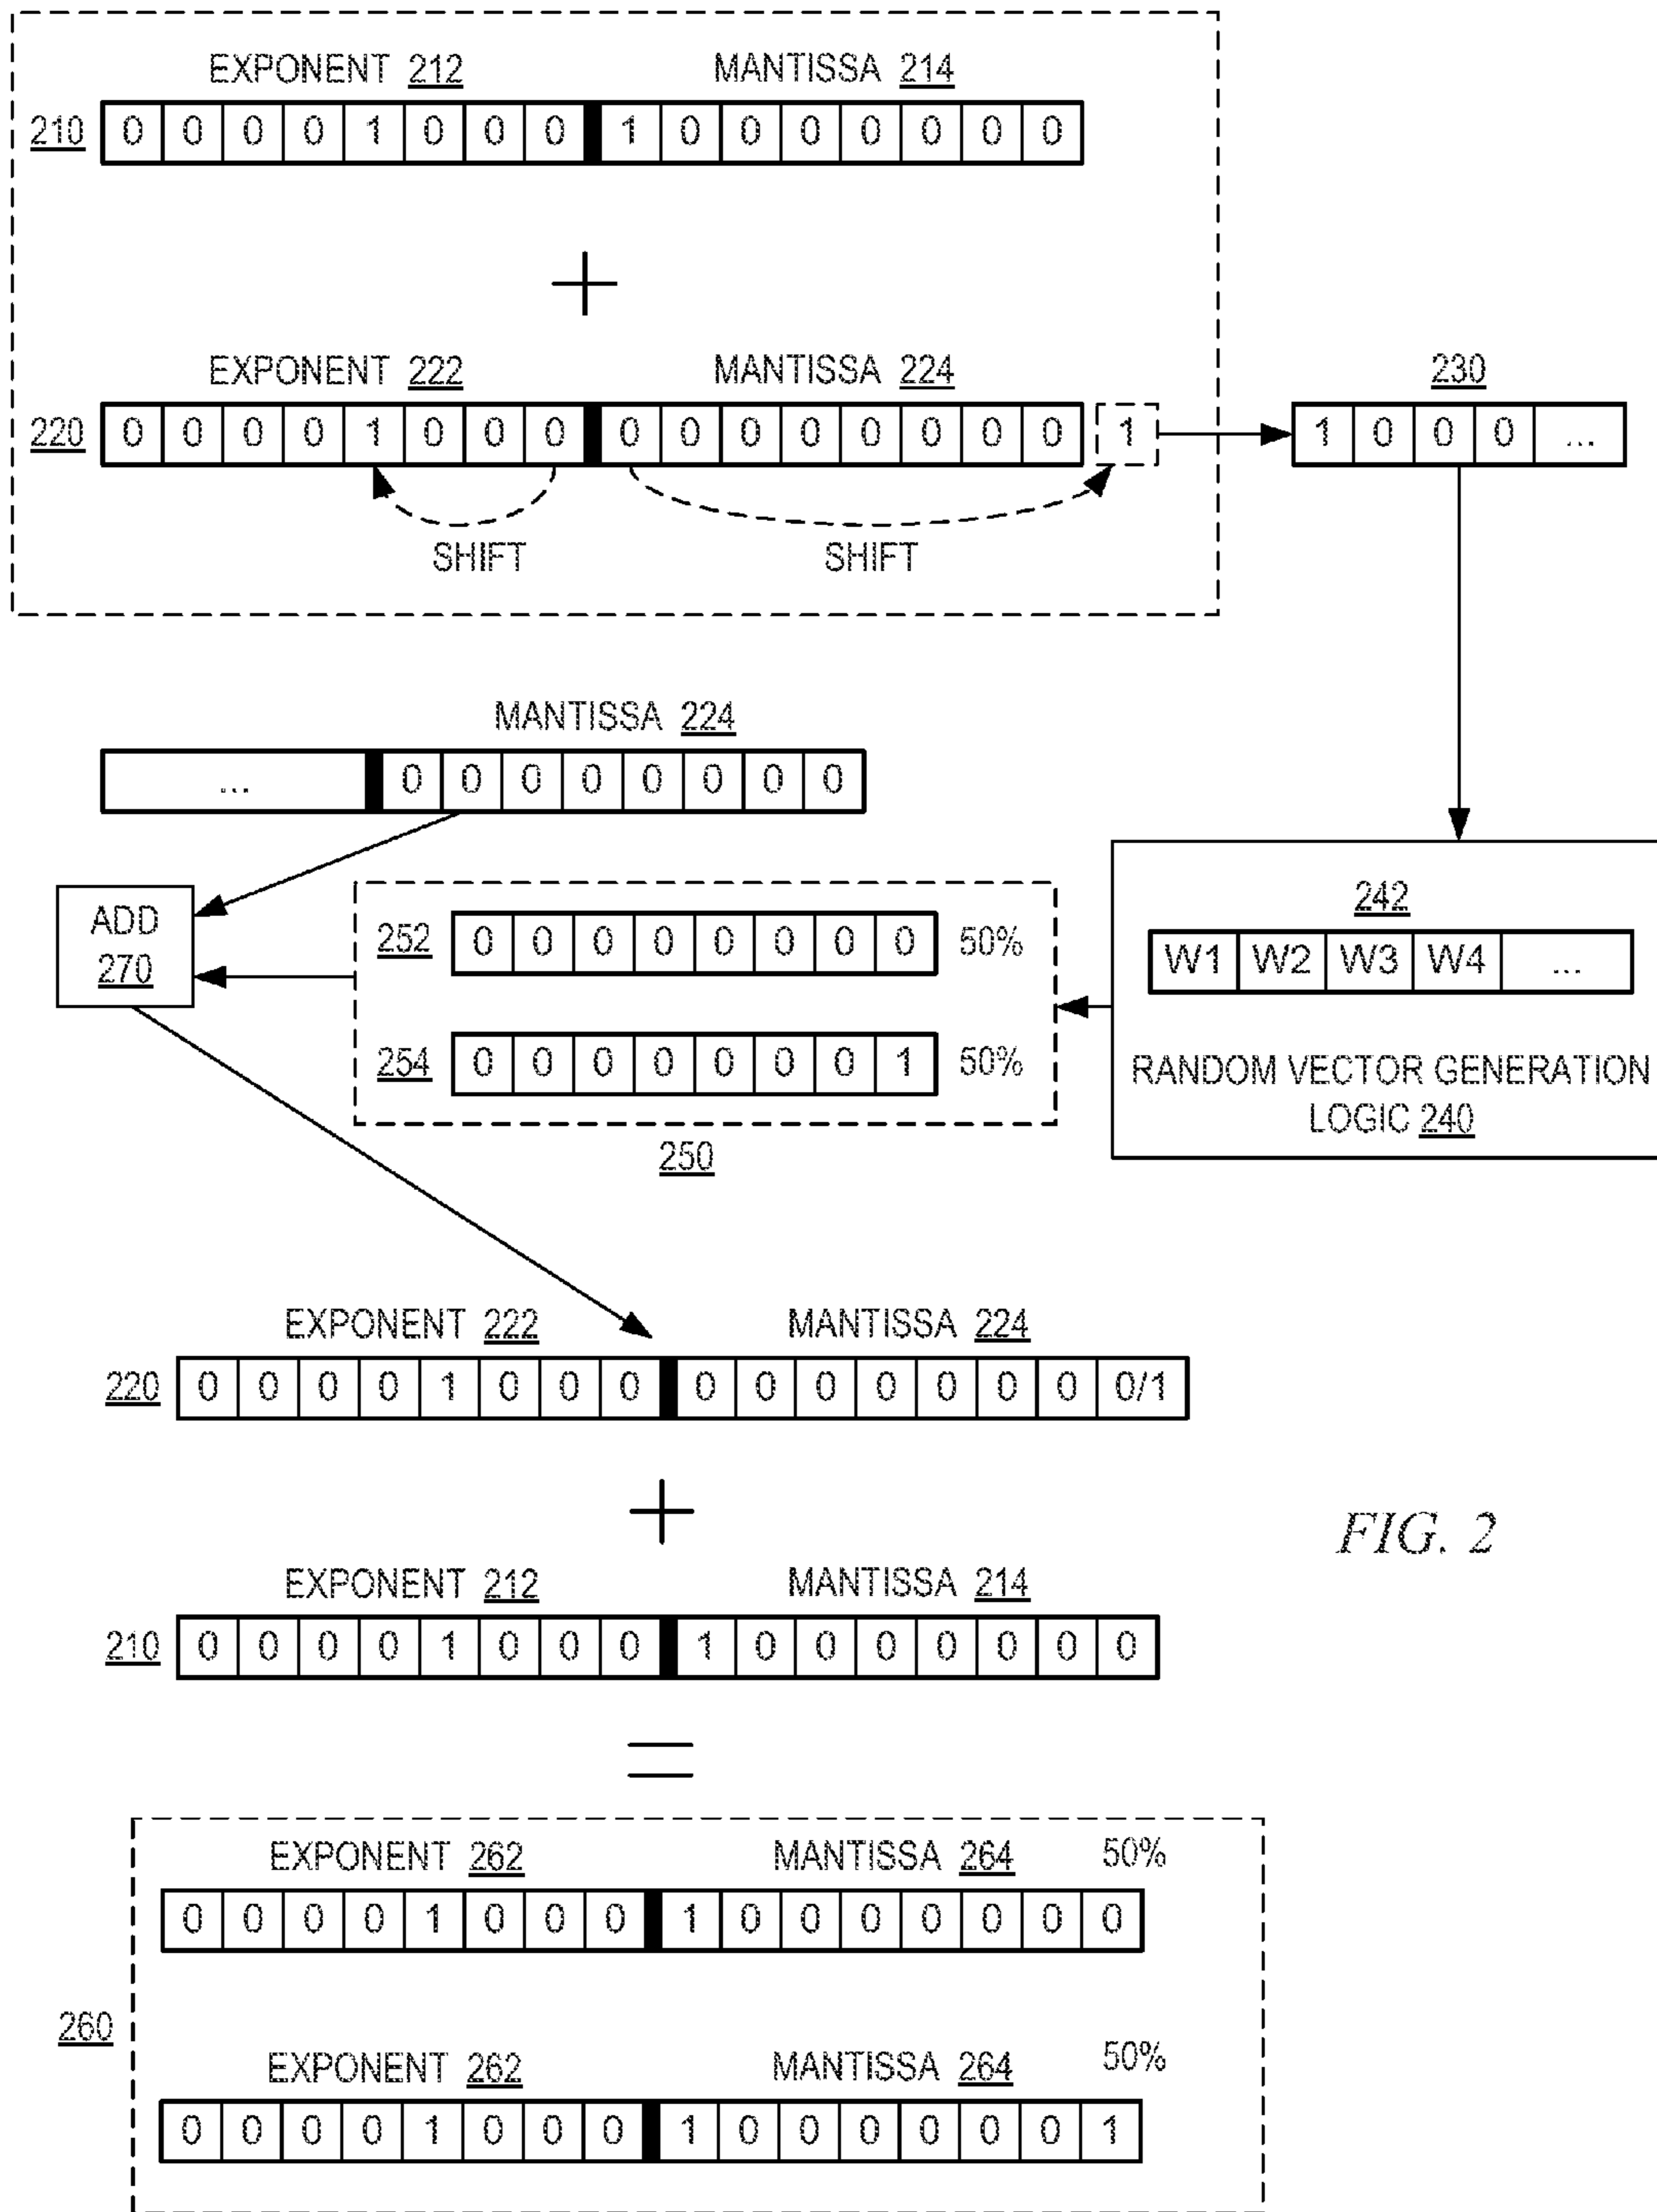 EXPONENT 212 MANTISSA 214
210 0 0 0 0 1 0 0 0 1 0 0 0 0 0 0 0
+
EXPONENT 222 MANTISSA 224
220 0 0 0 0 1 0 0 0 0 0 0 0 0 0 0 0 1
SHIFT SHIFT
230
1 0 0 0 ...
MANTISSA 224
... 0 0 0 0 0 0 0 0
ADD
270
252 0 0 0 0 0 0 0 0 50%
254 0 0 0 0 0 0 0 1 50%
250
242
W1 W2 W3 W4 ...
RANDOM VECTOR GENERATION
LOGIC 240
EXPONENT 222 MANTISSA 224
220 0 0 0 0 1 0 0 0 0 0 0 0 0 0 0 0/1
+
EXPONENT 212 MANTISSA 214
210 0 0 0 0 1 0 0 0 1 0 0 0 0 0 0 0
=
FIG. 2
EXPONENT 262 MANTISSA 264 50%
0 0 0 0 1 0 0 0 1 0 0 0 0 0 0 0
260
EXPONENT 262 MANTISSA 264 50%
0 0 0 0 1 0 0 0 1 0 0 0 0 0 0 1